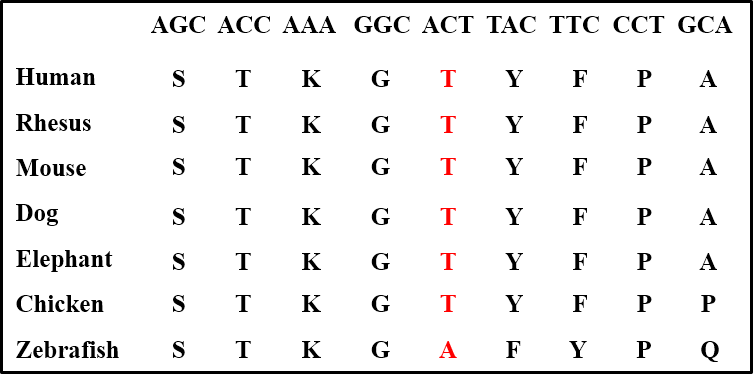 AGC ACC AAA GGC ACT TAC TTC CCT GCA
Human S T K G T Y F P A
Rhesus S T K G T Y F P A
Mouse S T K G T Y F P A
Dog S T K G T Y F P A
Elephant S T K G T Y F P A
Chicken S T K G T Y F P P
Zebrafish S T K G A F Y P Q